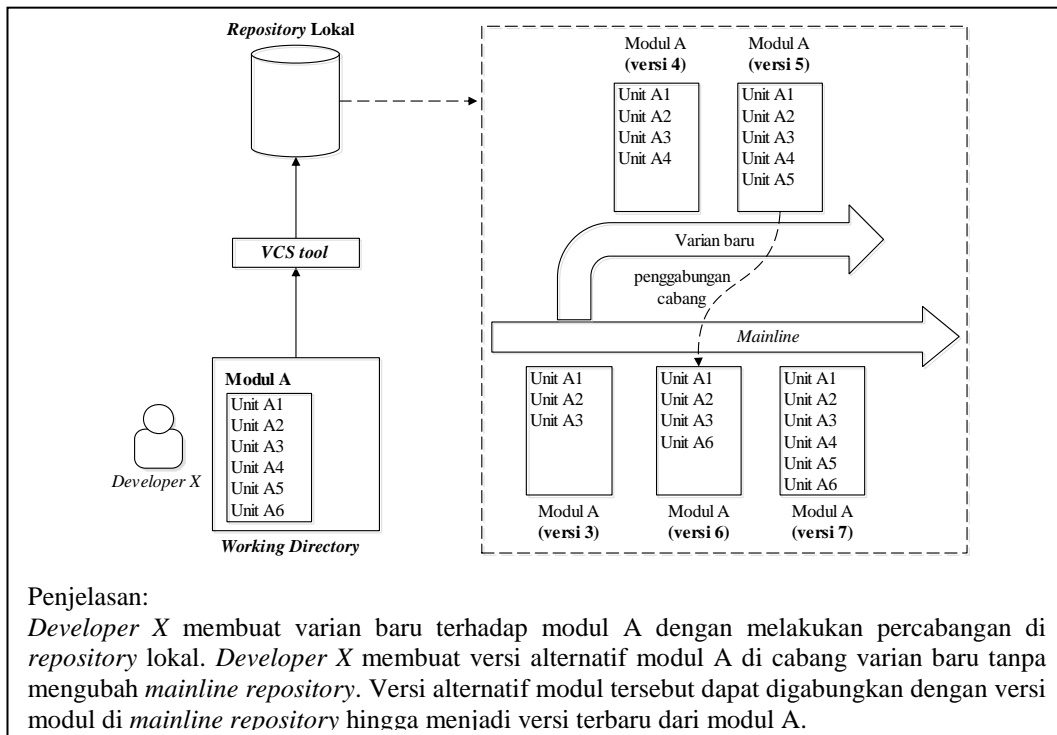 Repository Lokal
Modul A
(versi 4)
Modul A
(versi 5)
Unit A1
Unit A2
Unit A3
Unit A4
Unit A1
Unit A2
Unit A3
Unit A4
Unit A5
VCS tool
Varian baru
penggabungan
cabang
Mainline
Modul A
Unit A1
Unit A2
Unit A3
Unit A4
Unit A5
Unit A6
Developer X
Working Directory
Unit A1
Unit A2
Unit A3
Unit A1
Unit A2
Unit A3
Unit A6
Unit A1
Unit A2
Unit A3
Unit A4
Unit A5
Unit A6
Modul A
(versi 3)
Modul A
(versi 6)
Modul A
(versi 7)
Penjelasan:
Developer X membuat varian baru terhadap modul A dengan melakukan percabangan di
repository lokal. Developer X membuat versi alternatif modul A di cabang varian baru tanpa
mengubah mainline repository. Versi alternatif modul tersebut dapat digabungkan dengan versi
modul di mainline repository hingga menjadi versi terbaru dari modul A.